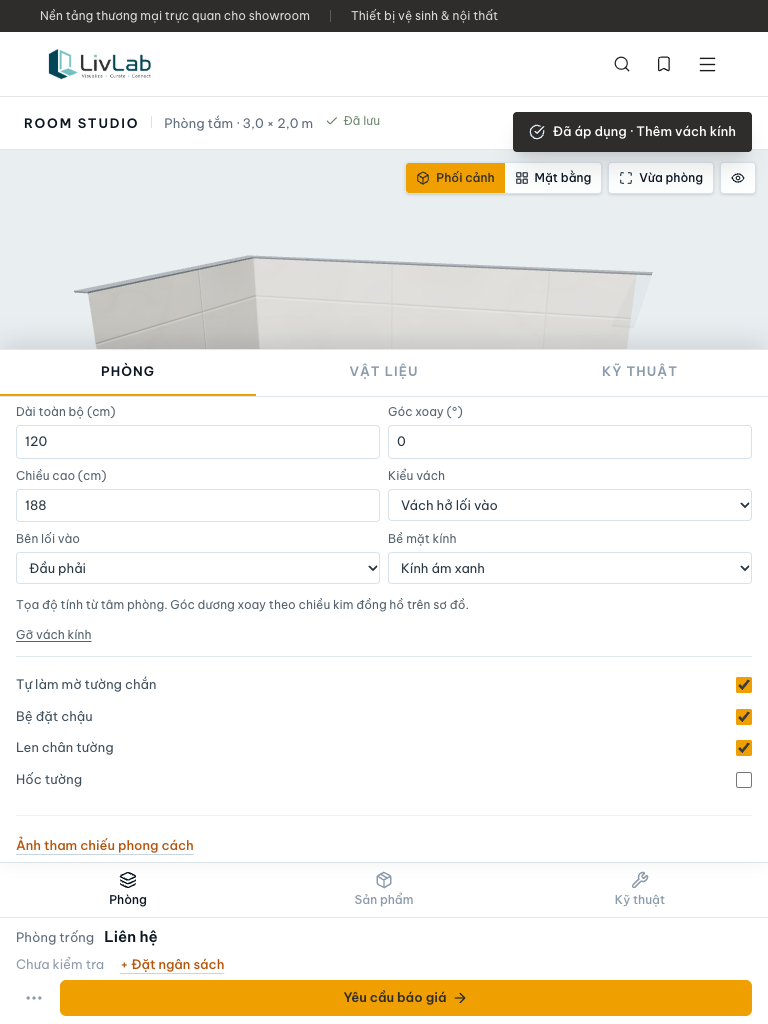 Nền tảng thương mại trực quan cho showroom
Thiết bị vệ sinh & nội thất
LivLab
Visualize · Curate · Connect
ROOM STUDIO
Phòng tắm · 3,0 × 2,0 m
Đã lưu
Đã áp dụng · Thêm vách kính
Phối cảnh
Mặt bằng
Vừa phòng
PHÒNG
VẬT LIỆU
KỸ THUẬT
Dài toàn bộ (cm)
Góc xoay (°)
120
0
Chiều cao (cm)
Kiểu vách
188
Vách hở lối vào
Bên lối vào
Bề mặt kính
Đầu phải
Kính ám xanh
Tọa độ tính từ tâm phòng. Góc dương xoay theo chiều kim đồng hồ trên sơ đồ.
Gỡ vách kính
Tự làm mờ tường chắn
Bệ đặt chậu
Len chân tường
Hốc tường
Ảnh tham chiếu phong cách
Phòng
Sản phẩm
Kỹ thuật
Phòng trống
Liên hệ
Chưa kiểm tra
+ Đặt ngân sách
Yêu cầu báo giá